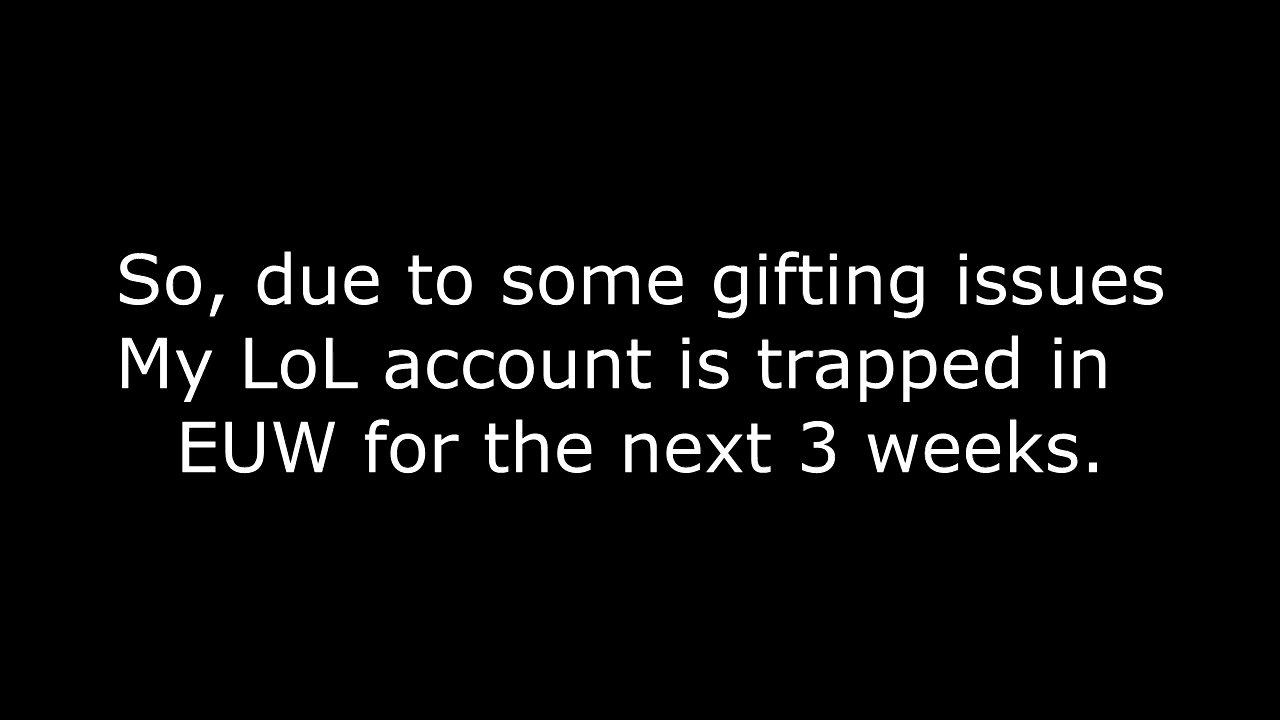 So, due to some gifting issues
My LoL account is trapped in
EUW for the next 3 weeks.